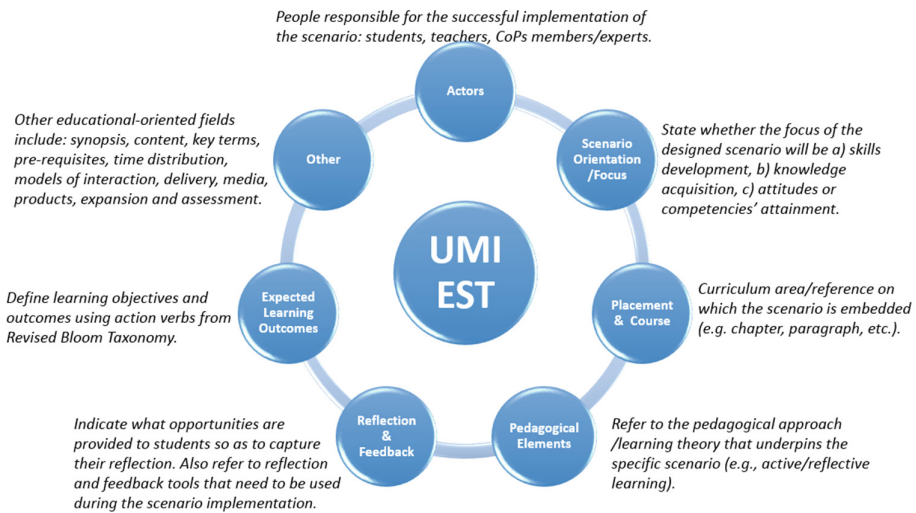 People responsible for the successful implementation of
the scenario: students, teachers, CoPs members/experts.
Actors
Other educational-oriented fields
include: synopsis, content, key terms,
pre-requisites, time distribution,
models of interaction, delivery, media,
products, expansion and assessment.
Other
Scenario
Orientation
/Focus
State whether the focus of the
designed scenario will be a) skills
development, b) knowledge
acquisition, c) attitudes or
competencies’ attainment.
UMI
EST
Define learning objectives and
outcomes using action verbs from
Revised Bloom Taxonomy.
Expected
Learning
Outcomes
Placement
& Course
Curriculum area/reference on
which the scenario is embedded
(e.g. chapter, paragraph, etc.).
Indicate what opportunities are
provided to students so as to capture
their reflection. Also refer to reflection
and feedback tools that need to be used
during the scenario implementation.
Reflection
&
Feedback
Pedagogical
Elements
Refer to the pedagogical approach
/learning theory that underpins the
specific scenario (e.g., active/reflective
learning).